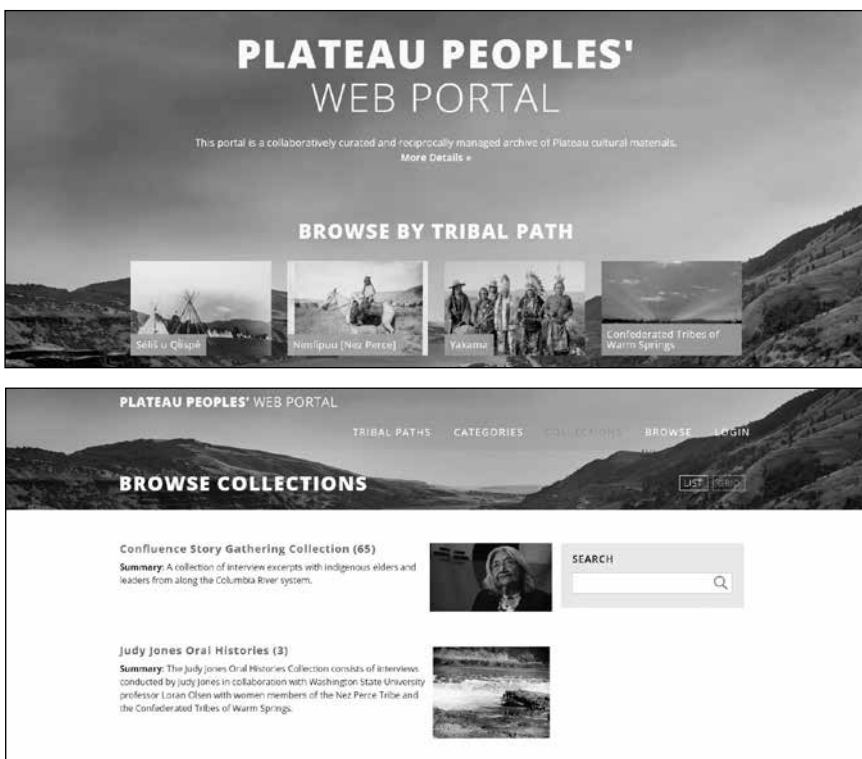 PLATEAU PEOPLES'
WEB PORTAL
This portal is a collaboratively curated and reciprocally managed archive of Plateau cultural materials.
More Details »
BROWSE BY TRIBAL PATH
Séliš u Ql̓ispé
Nimíipuu [Nez Perce]
Yakama
Confederated Tribes of
Warm Springs
PLATEAU PEOPLES' WEB PORTAL
TRIBAL PATHS CATEGORIES COLLECTIONS BROWSE LOGIN
BROWSE COLLECTIONS
LIST GRID
Confluence Story Gathering Collection (65)
Summary: A collection of interview excerpts with indigenous elders and
leaders from along the Columbia River system.
SEARCH
Judy Jones Oral Histories (3)
Summary: The Judy Jones Oral Histories Collection consists of interviews
conducted by Judy Jones in collaboration with Washington State University
professor Loran Olsen with women members of the Nez Perce Tribe and
the Confederated Tribes of Warm Springs.